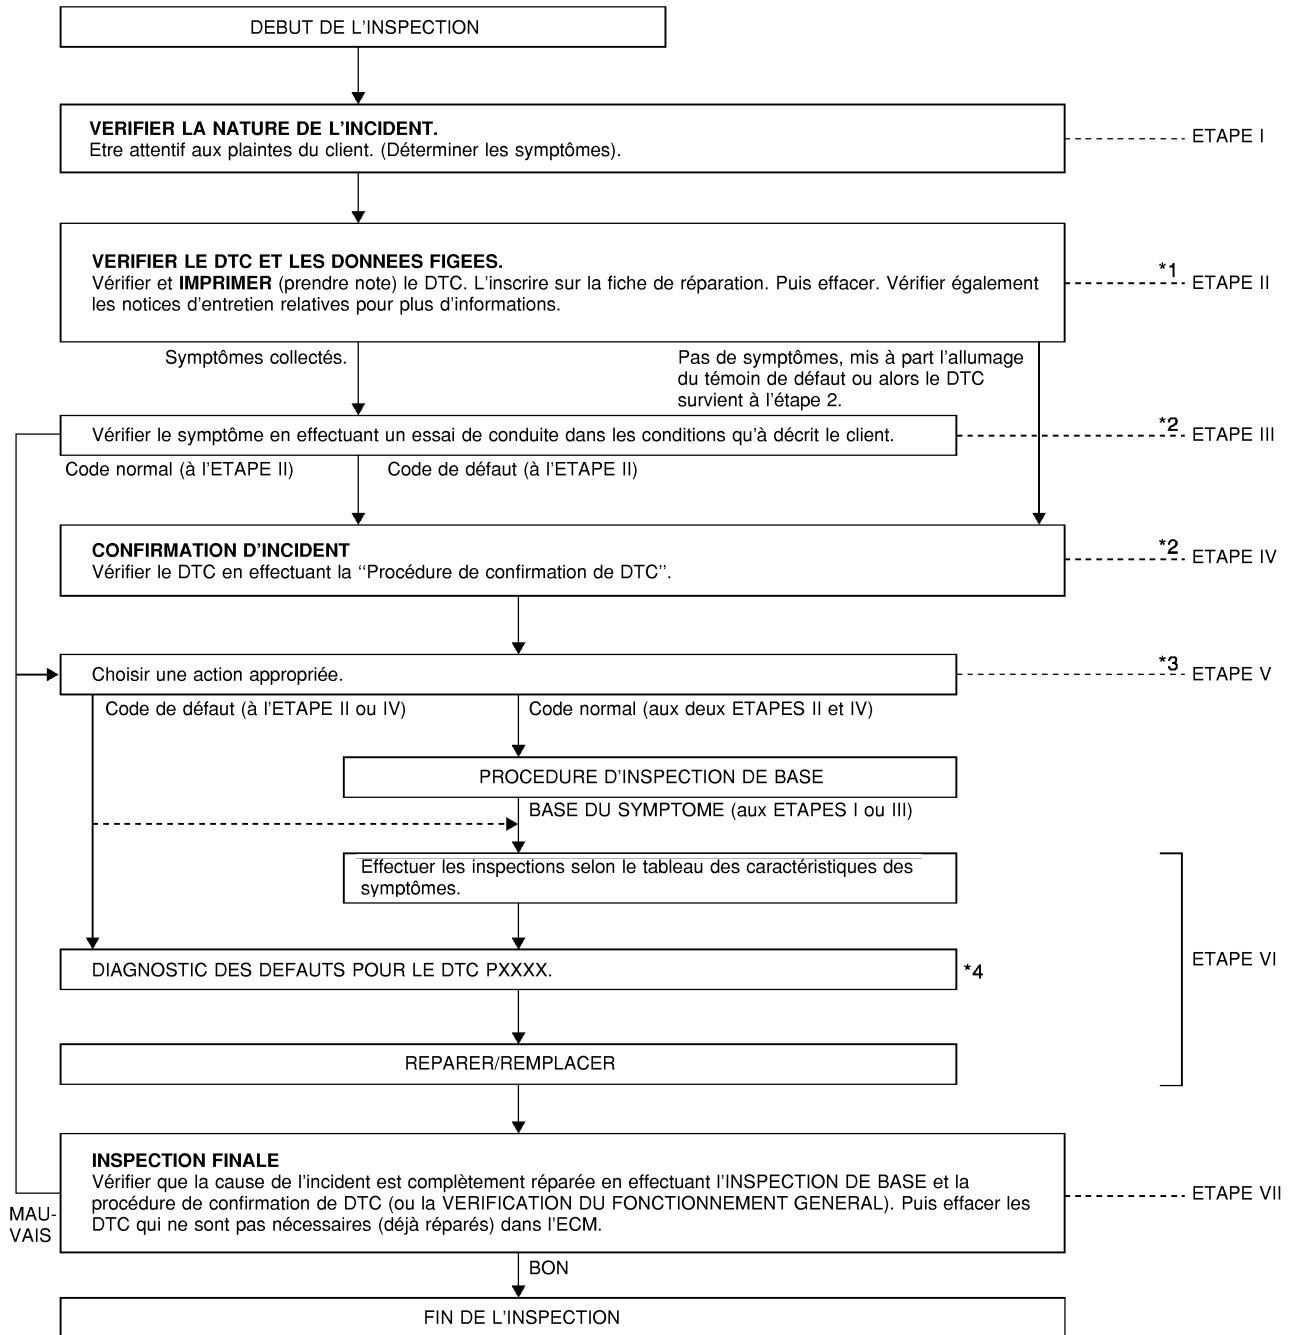 DEBUT DE L'INSPECTION
VERIFIER LA NATURE DE L'INCIDENT.
Etre attentif aux plaintes du client. (Déterminer les symptômes).
ETAPE I
VERIFIER LE DTC ET LES DONNEES FIGEES.
Vérifier et IMPRIMER (prendre note) le DTC. L'inscrire sur la fiche de réparation. Puis effacer. Vérifier également
les notices d'entretien relatives pour plus d'informations.
*1
ETAPE II
Symptômes collectés.
Pas de symptômes, mis à part l'allumage
du témoin de défaut ou alors le DTC
survient à l'étape 2.
Vérifier le symptôme en effectuant un essai de conduite dans les conditions qu'à décrit le client.
*2
ETAPE III
Code normal (à l'ETAPE II)
Code de défaut (à l'ETAPE II)
CONFIRMATION D'INCIDENT
Vérifier le DTC en effectuant la ‘‘Procédure de confirmation de DTC’’.
*2
ETAPE IV
Choisir une action appropriée.
*3
ETAPE V
Code de défaut (à l'ETAPE II ou IV)
Code normal (aux deux ETAPES II et IV)
PROCEDURE D'INSPECTION DE BASE
BASE DU SYMPTOME (aux ETAPES I ou III)
Effectuer les inspections selon le tableau des caractéristiques des
symptômes.
DIAGNOSTIC DES DEFAUTS POUR LE DTC PXXXX.
*4
ETAPE VI
REPARER/REMPLACER
INSPECTION FINALE
Vérifier que la cause de l'incident est complètement réparée en effectuant l'INSPECTION DE BASE et la
procédure de confirmation de DTC (ou la VERIFICATION DU FONCTIONNEMENT GENERAL). Puis effacer les
DTC qui ne sont pas nécessaires (déjà réparés) dans l'ECM.
ETAPE VII
MAU-
VAIS
BON
FIN DE L'INSPECTION